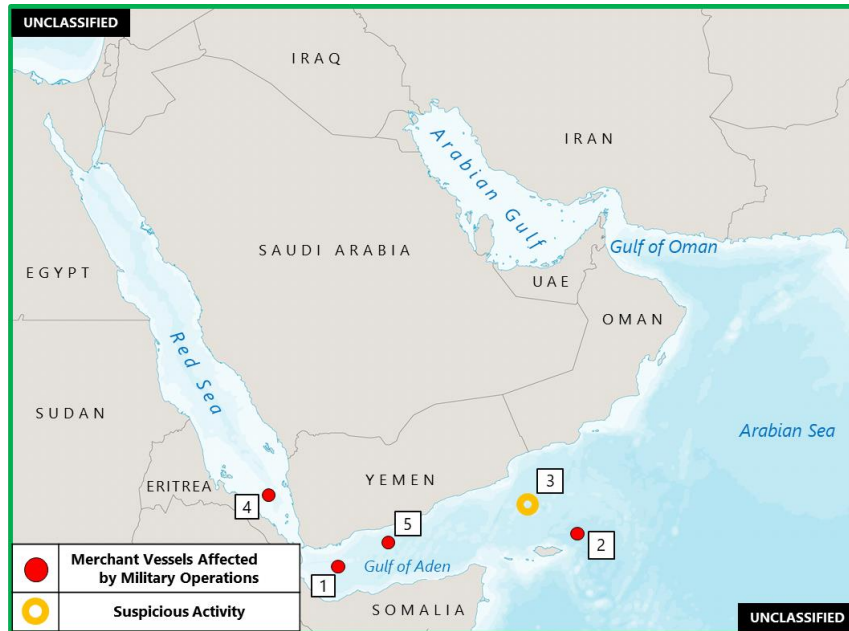 UNCLASSIFIED
IRAQ
IRAN
Arabian Gulf
SAUDI ARABIA
Gulf of Oman
EGYPT
UAE
OMAN
Red Sea
SUDAN
Arabian Sea
YEMEN
3
ERITREA
4
5
2
Merchant Vessels Affected
by Military Operations
1
Gulf of Aden
Suspicious Activity
SOMALIA
UNCLASSIFIED